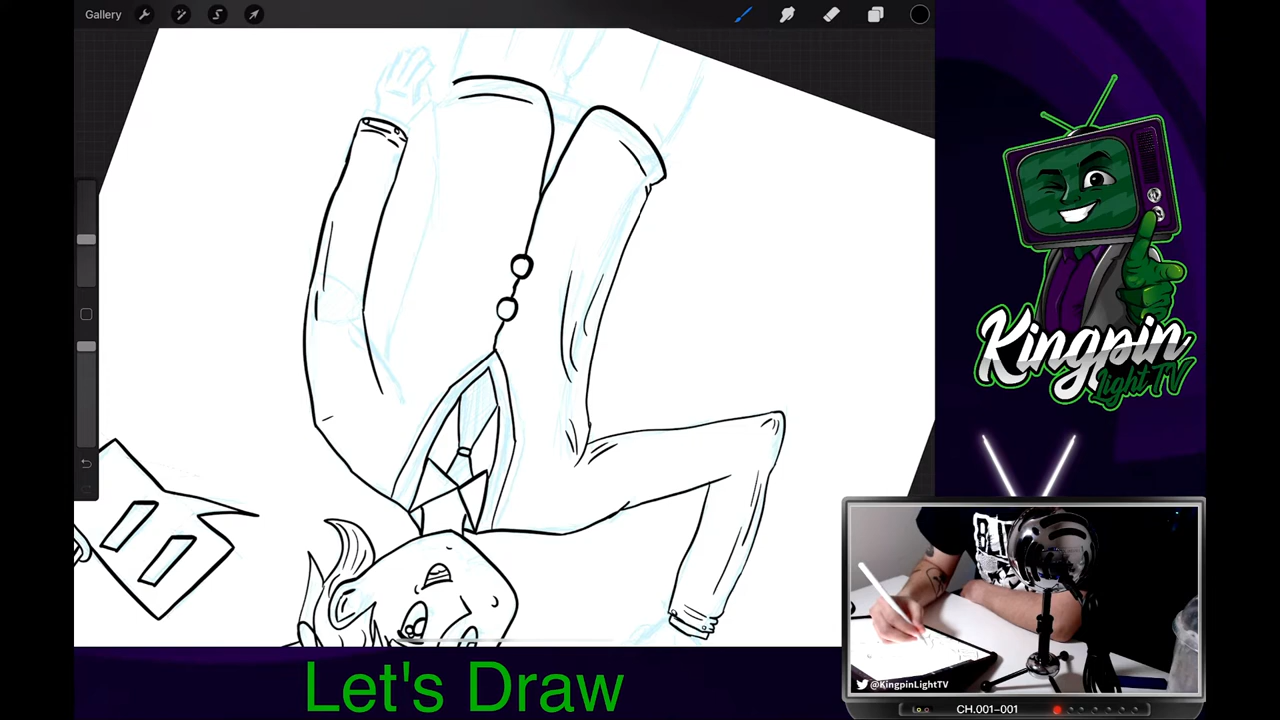 Gallery
Kingpin
Light TV
@KingpinLightTV
CH.001-001
Let's Draw